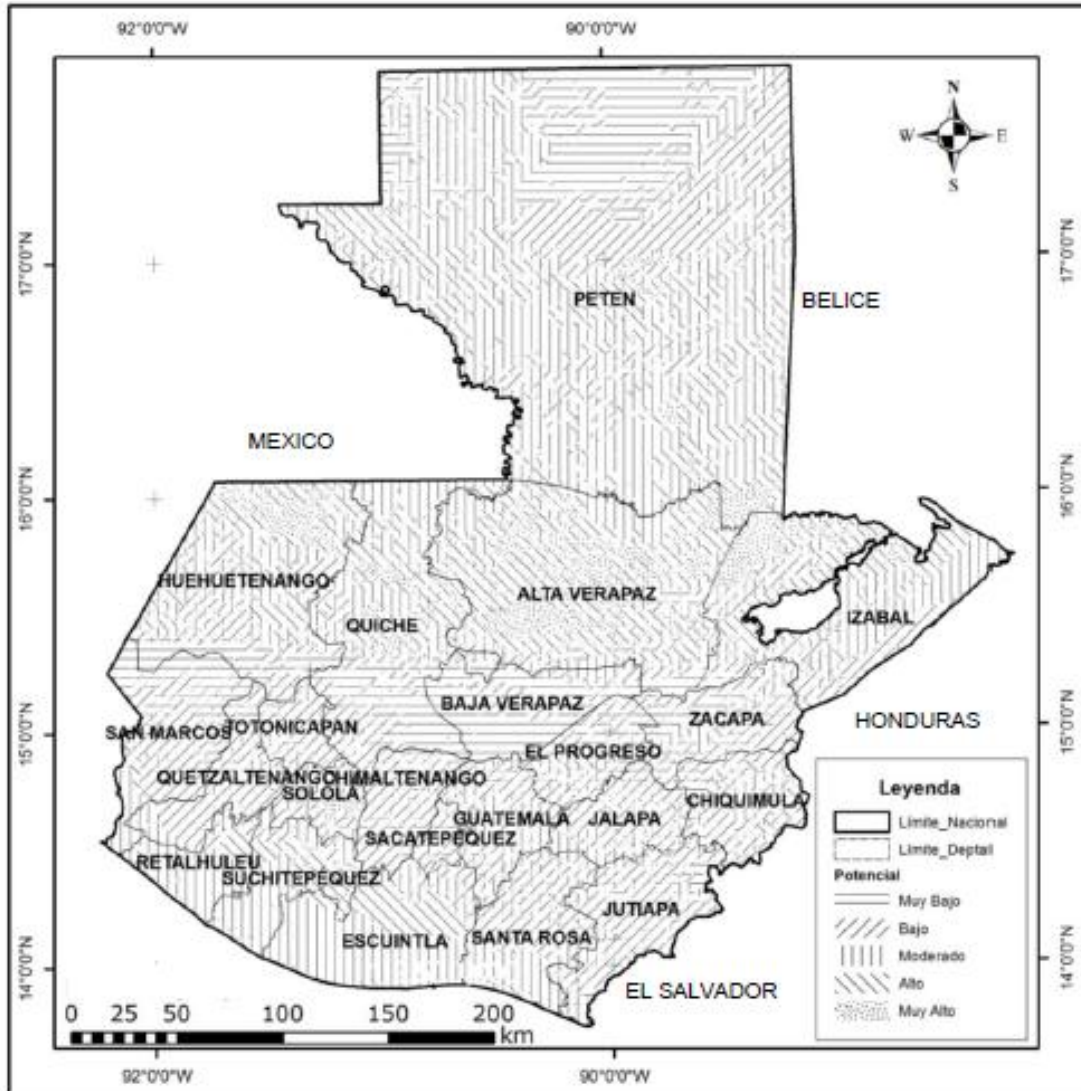 92°0'0"W 90°0'0"W
N
W E
S
17°0'0"N 17°0'0"N
PETEN
BELICE
MEXICO
16°0'0"N 16°0'0"N
HUEHUETENANGO
ALTA VERAPAZ
QUICHE
IZABAL
BAJA VERAPAZ
ZACAPA
HONDURAS
SAN MARCOS
TOTONICAPAN
15°0'0"N 15°0'0"N
EL PROGRESO
QUETZALTENANGO
CHIMALTENANGO
SOLOLA
CHIQUIMULA
GUATEMALA
JALAPA
SACATEPEQUEZ
RETALHULEU
SUCHITEPEQUEZ
JUTIAPA
ESCUINTLA
SANTA ROSA
EL SALVADOR
14°0'0"N 14°0'0"N
Leyenda
Límite_Nacional
Límite_Deptail
Potencial
Muy Bajo
Bajo
Moderado
Alto
Muy Alto
0 25 50 100 150 200
km
92°0'0"W 90°0'0"W